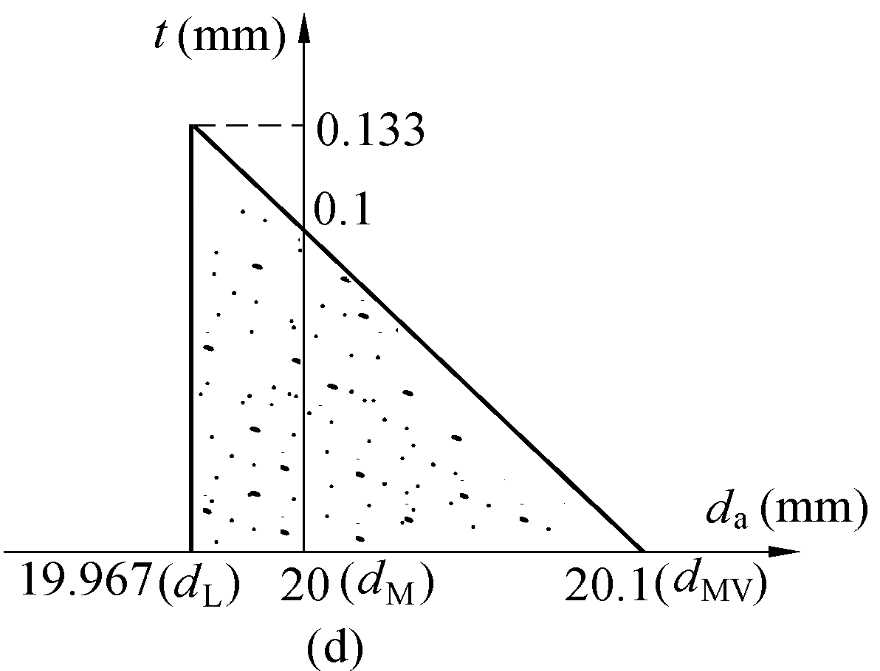 t (mm)
0.133
0.1
d_a (mm)
19.967(d_L) 20 (d_M) 20.1(d_MV)
(d)